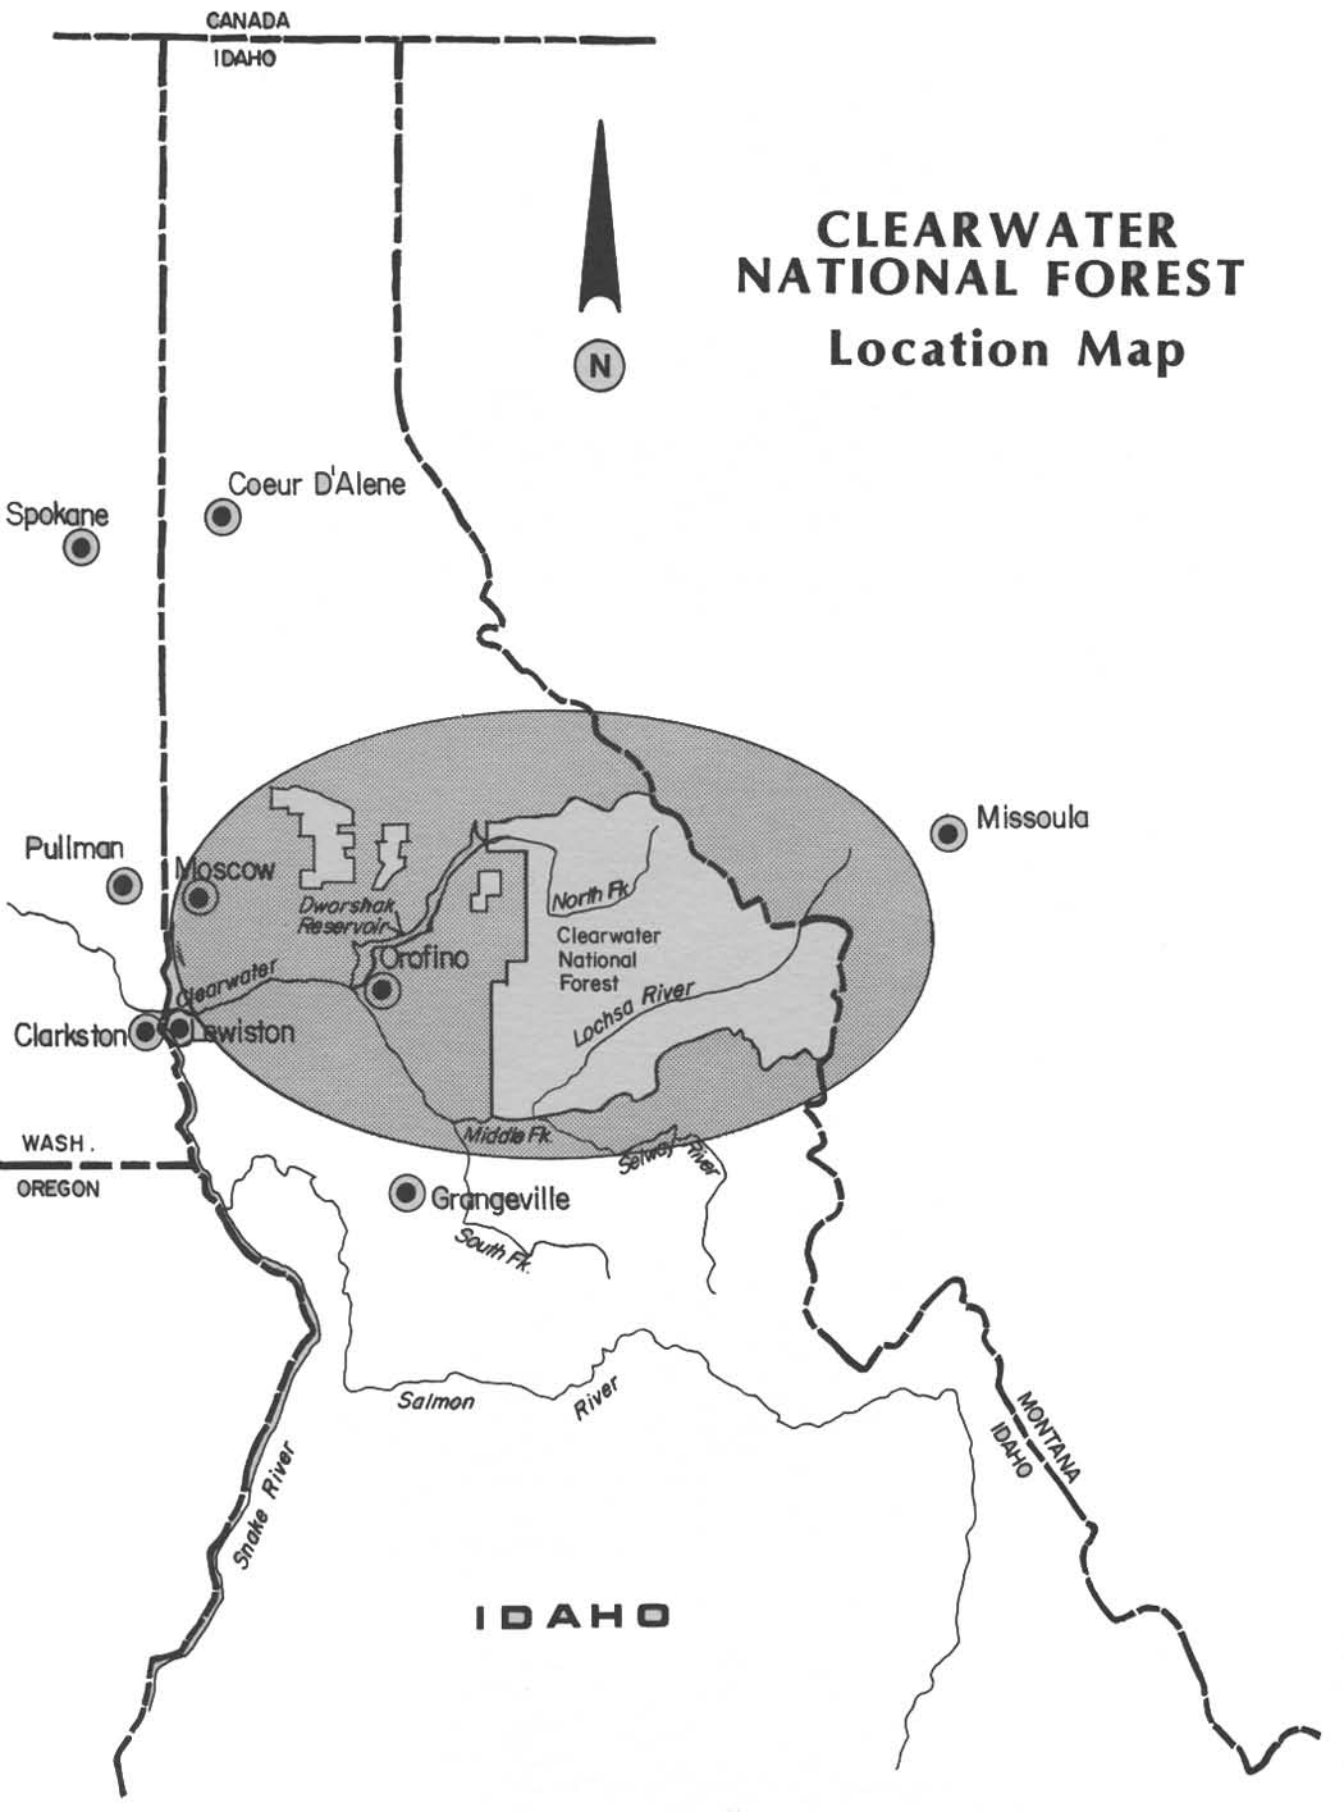 CANADA
IDAHO
CLEARWATER
NATIONAL FOREST
Location Map
N
Coeur D'Alene
Spokane
Missoula
Pullman
Moscow
Dworshak
Reservoir
North Fk.
Clearwater
National
Forest
Orofino
Clearwater
Lochsa River
Clarkston
Lewiston
Middle Fk.
WASH.
OREGON
Selway River
Grangeville
South Fk.
Salmon River
MONTANA
IDAHO
Snake River
IDAHO